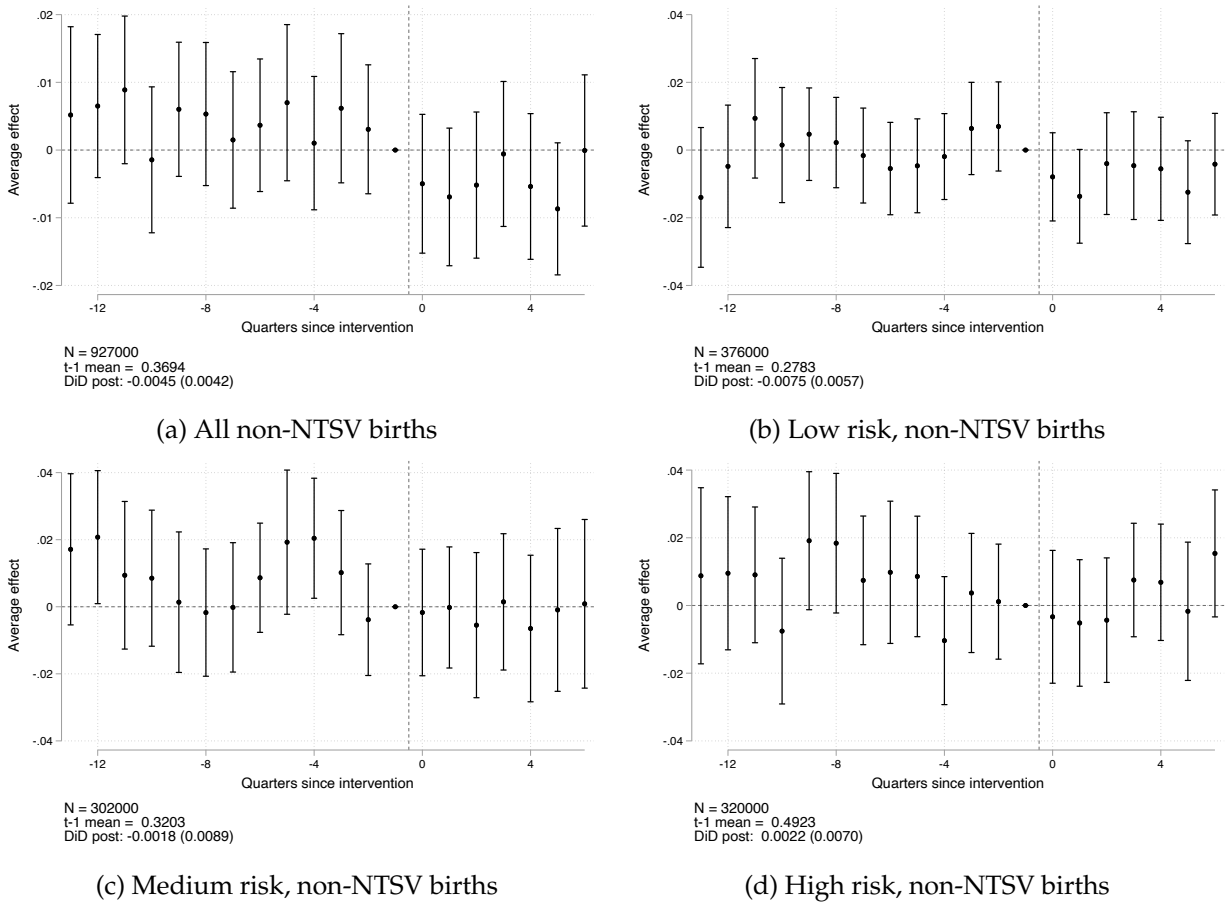 .02
.01
0
-.01
-.02
Average effect
-12 -8 -4 0 4
Quarters since intervention
N = 927000
t-1 mean = 0.3694
DiD post: -0.0045 (0.0042)
(a) All non-NTSV births
.04
.02
0
-.02
-.04
Average effect
-12 -8 -4 0 4
Quarters since intervention
N = 376000
t-1 mean = 0.2783
DiD post: -0.0075 (0.0057)
(b) Low risk, non-NTSV births
.04
.02
0
-.02
-.04
Average effect
-12 -8 -4 0 4
Quarters since intervention
N = 302000
t-1 mean = 0.3203
DiD post: -0.0018 (0.0089)
(c) Medium risk, non-NTSV births
.04
.02
0
-.02
-.04
Average effect
-12 -8 -4 0 4
Quarters since intervention
N = 320000
t-1 mean = 0.4923
DiD post: 0.0022 (0.0070)
(d) High risk, non-NTSV births